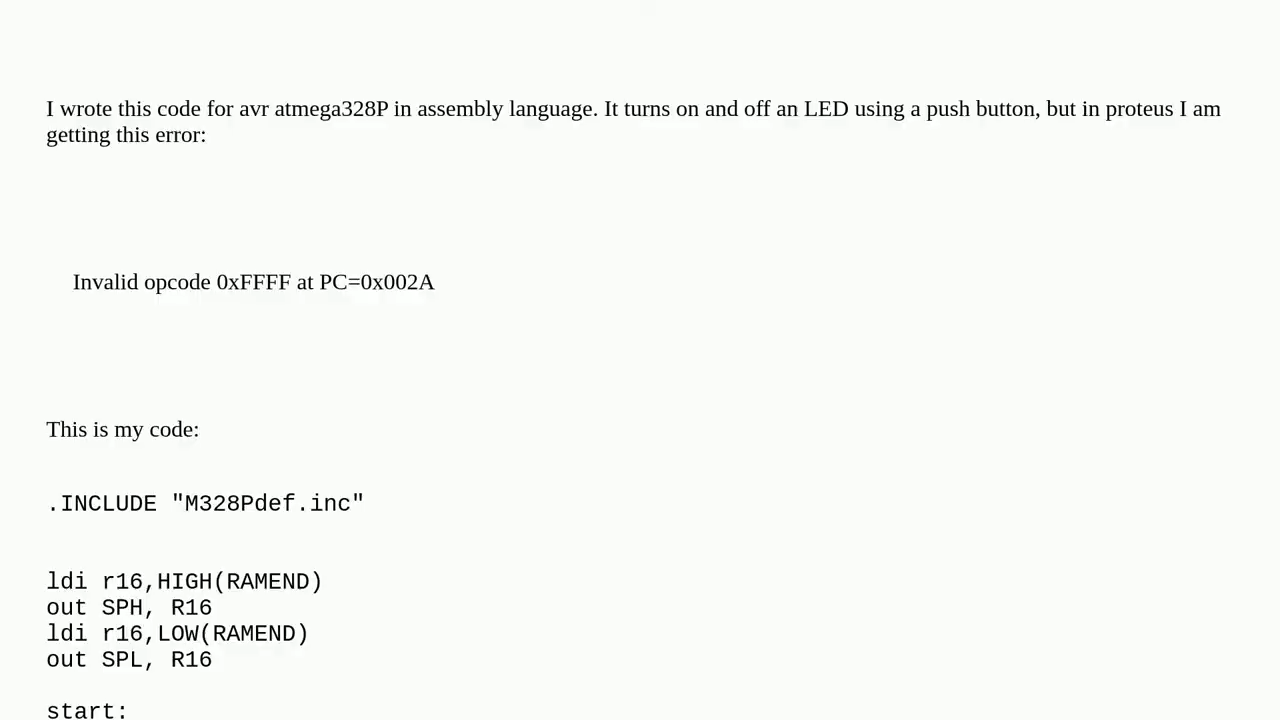 I wrote this code for avr atmega328P in assembly language. It turns on and off an LED using a push button, but in proteus I am
getting this error:
Invalid opcode 0xFFFF at PC=0x002A
This is my code:
.INCLUDE "M328Pdef.inc"
ldi r16,HIGH(RAMEND)
out SPH, R16
ldi r16,LOW(RAMEND)
out SPL, R16
start: